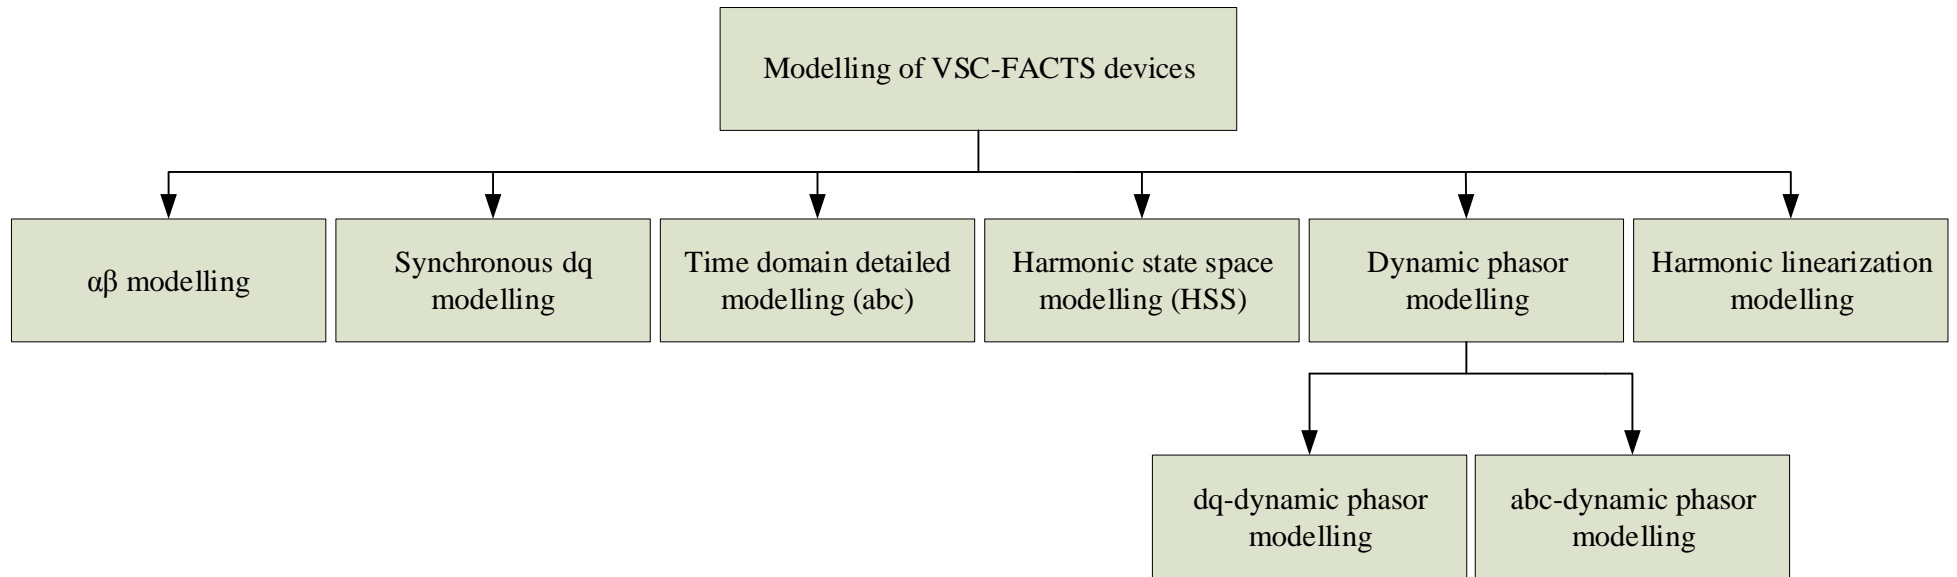 Modelling of VSC-FACTS devices
αβ modelling
Synchronous dq
modelling
Time domain detailed
modelling (abc)
Harmonic state space
modelling (HSS)
Dynamic phasor
modelling
Harmonic linearization
modelling
dq-dynamic phasor
modelling
abc-dynamic phasor
modelling